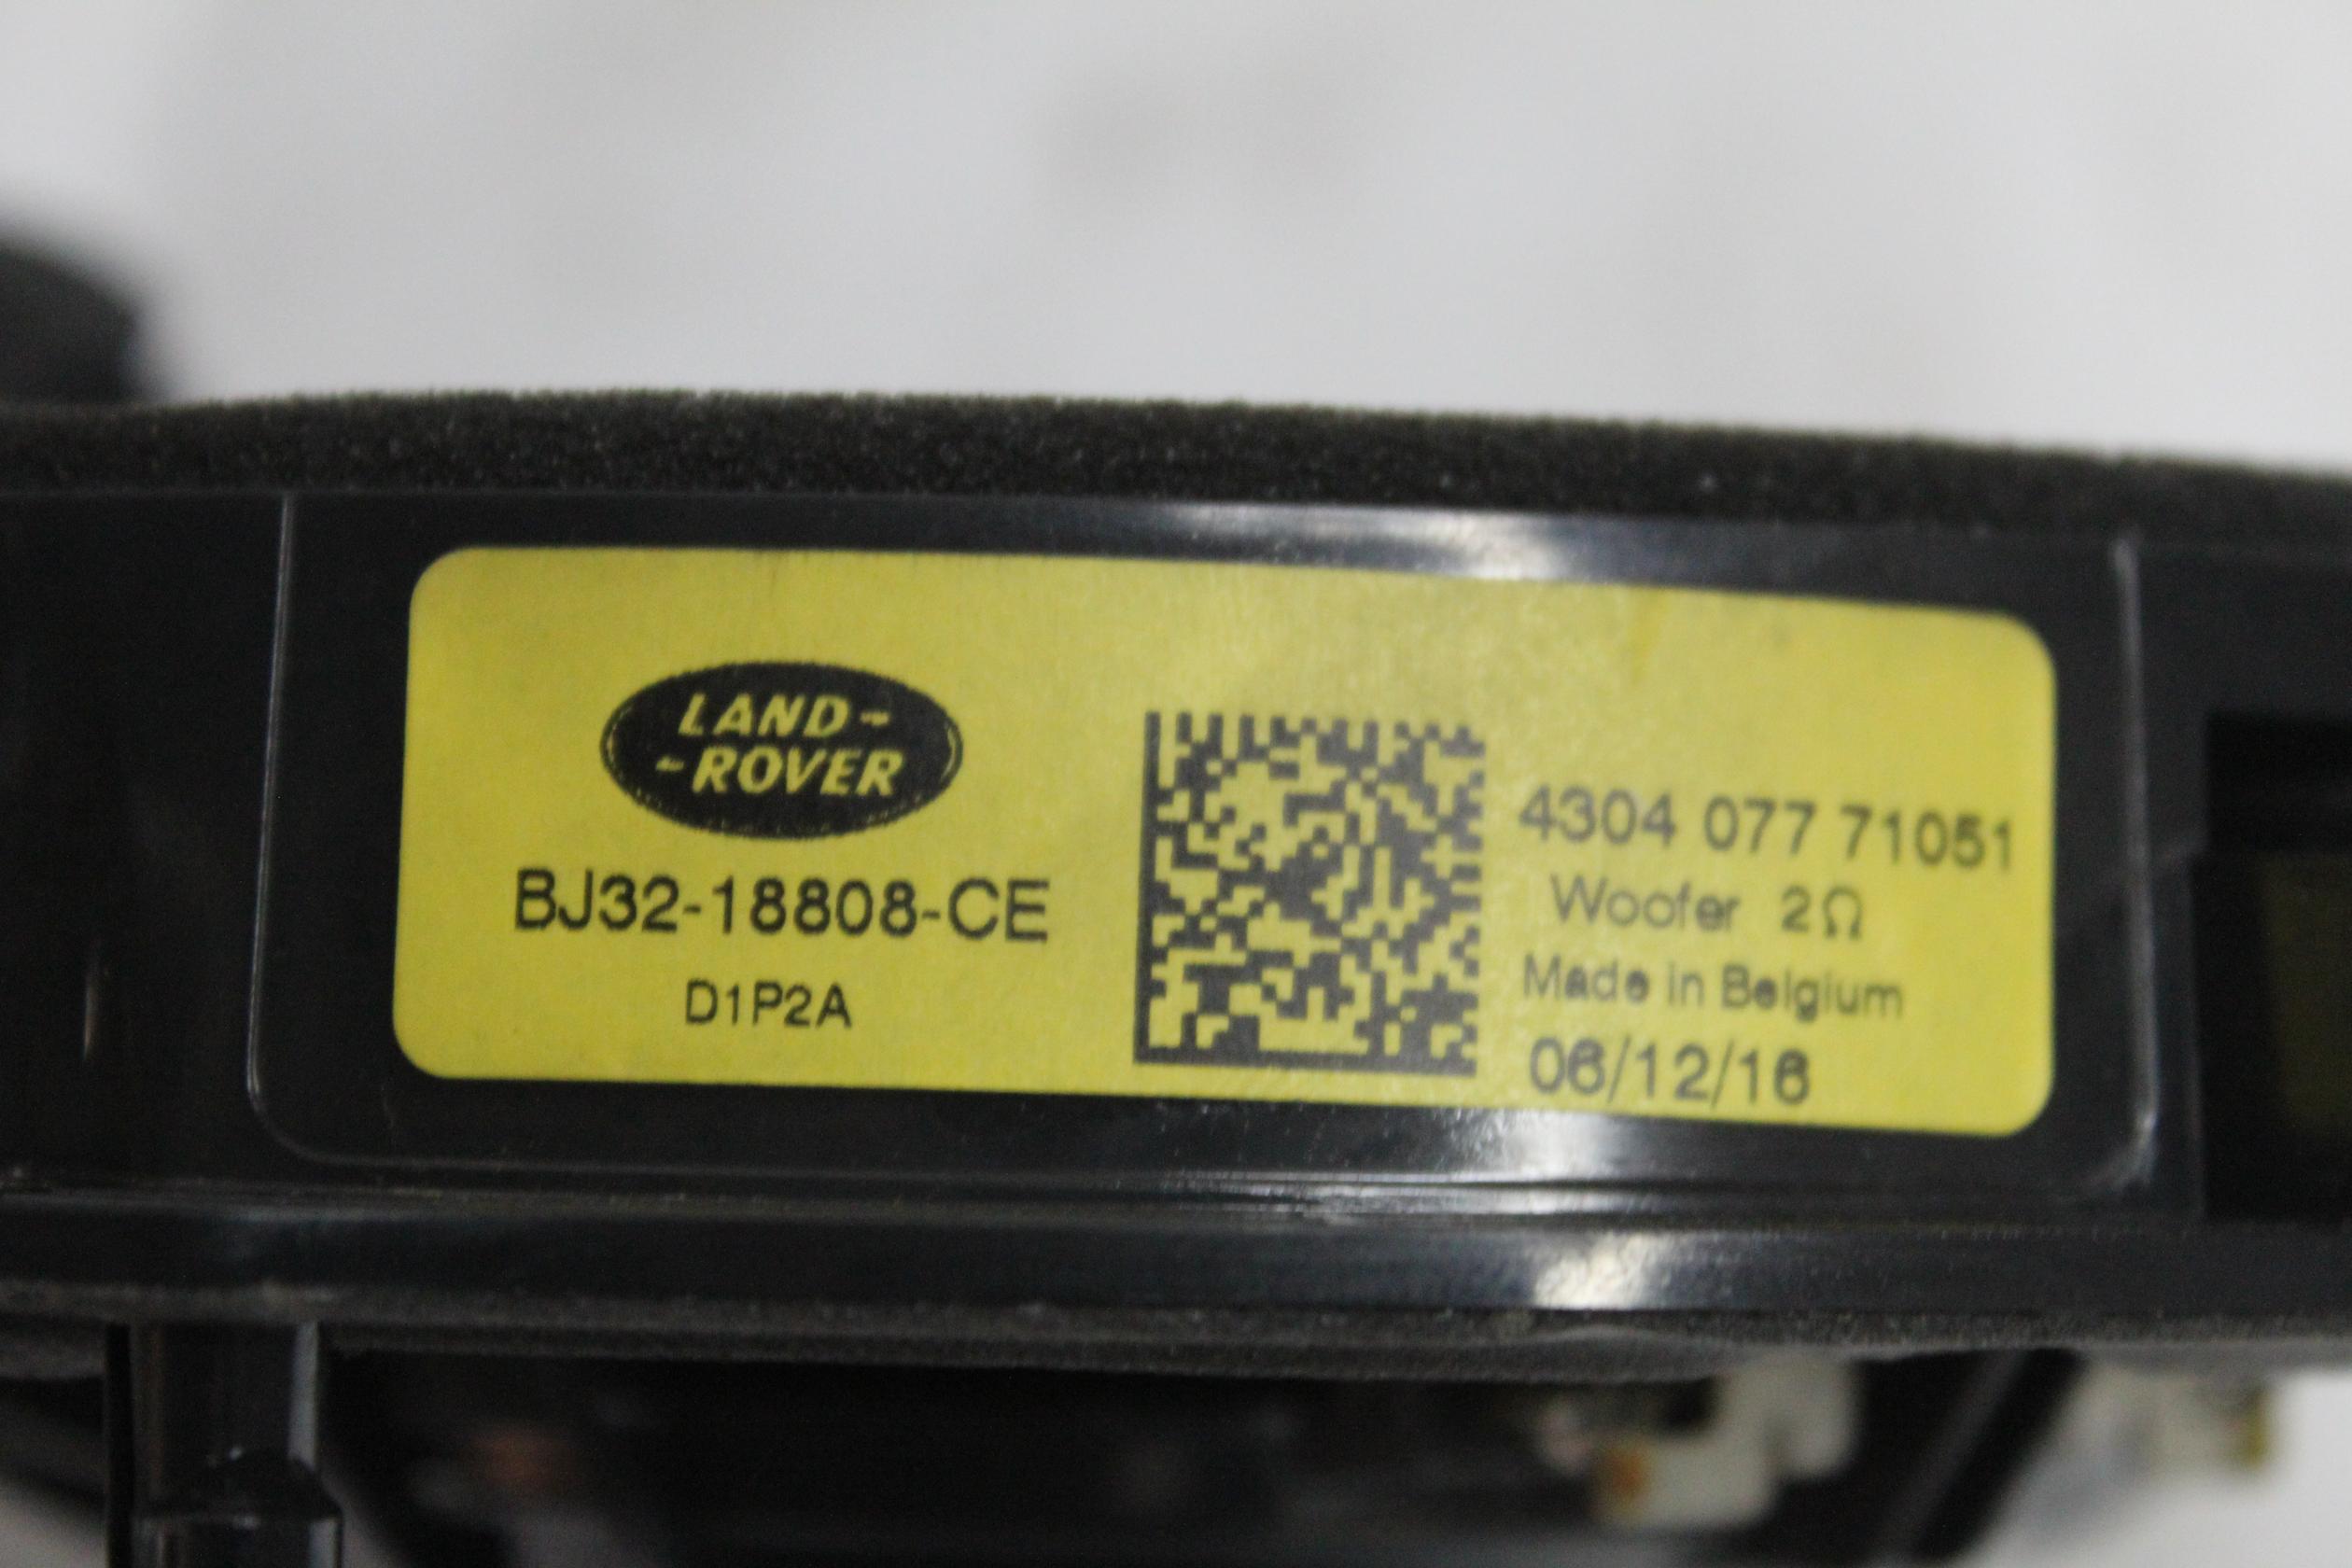 LAND-
-ROVER
BJ32-18808-CE
D1P2A
4304 077 71051
Woofer 2Ω
Made in Belgium
06/12/16